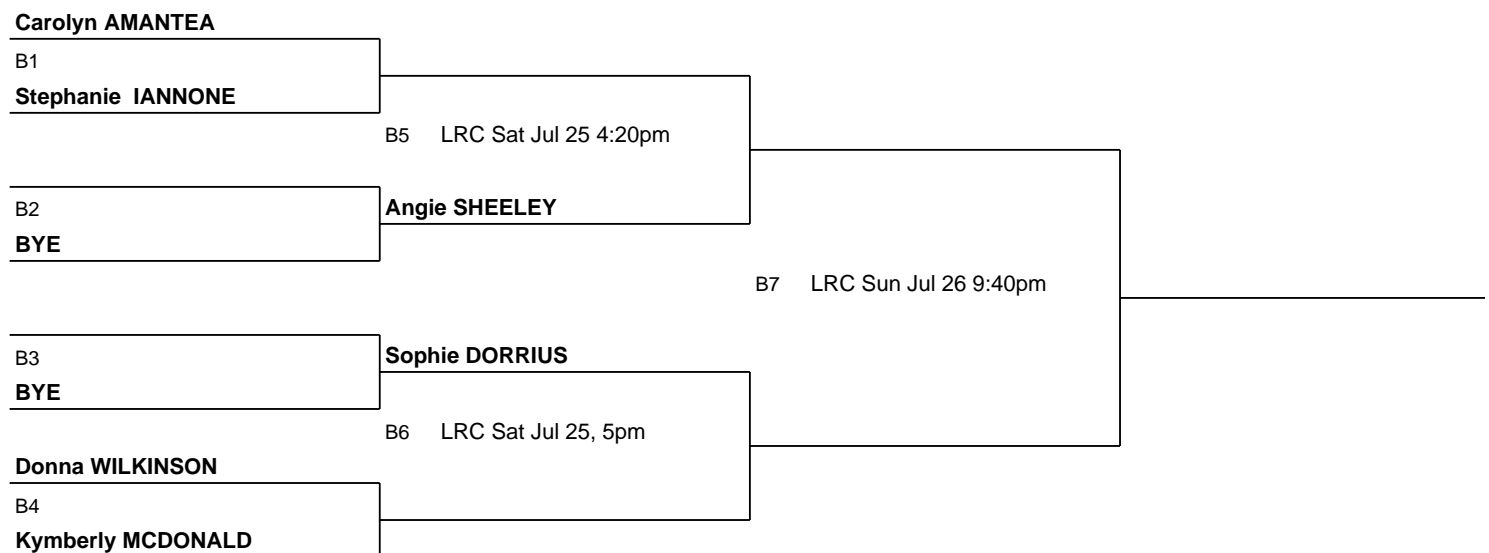 Carolyn AMANTEA
B1
Stephanie  IANNONE
B5 LRC Sat Jul 25 4:20pm
B2
Angie SHEELEY
BYE
B7 LRC Sun Jul 26 9:40pm
B3
Sophie DORRIUS
BYE
B6 LRC Sat Jul 25, 5pm
Donna WILKINSON
B4
Kymberly MCDONALD